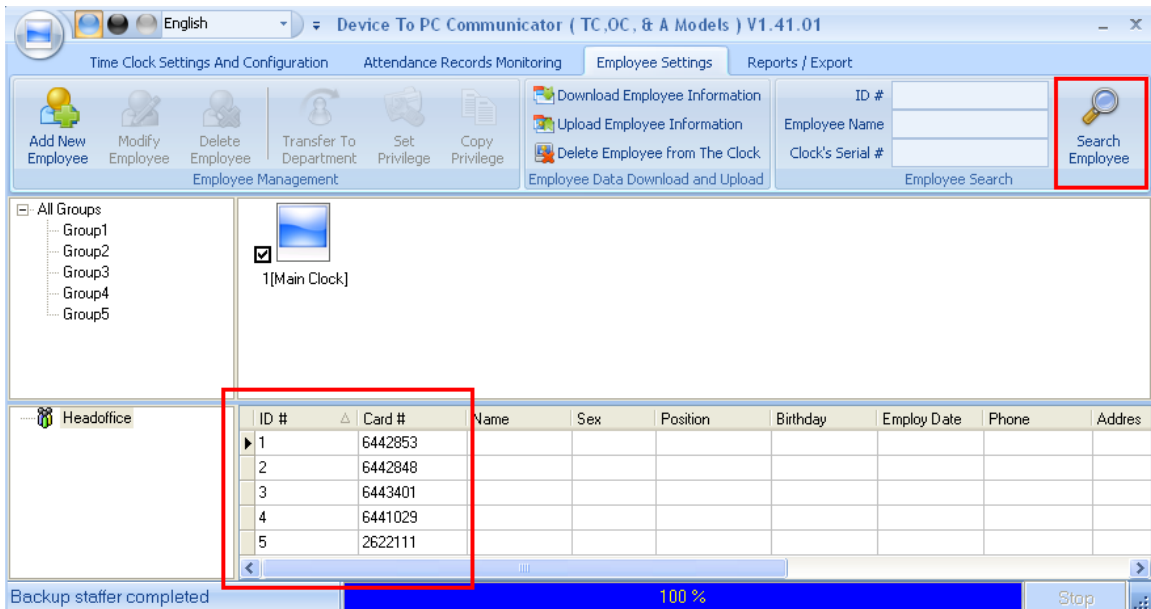 English Device To PC Communicator ( TC,OC, & A Models ) V1.41.01
Time Clock Settings And Configuration Attendance Records Monitoring Employee Settings Reports / Export
Add New Employee
Modify Employee
Delete Employee
Transfer To Department
Set Privilege
Copy Privilege
Employee Management
Download Employee Information
Upload Employee Information
Delete Employee from The Clock
Employee Data Download and Upload
ID #
Employee Name
Clock's Serial #
Employee Search
Search Employee
All Groups
Group1
Group2
Group3
Group4
Group5
1[Main Clock]
Headoffice
ID # Card # Name Sex Position Birthday Employ Date Phone Addres
1 6442853
2 6442848
3 6443401
4 6441029
5 2622111
Backup staffer completed 100 % Stop